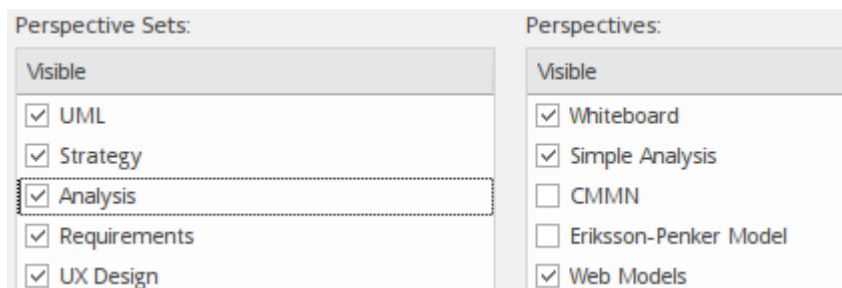 Perspective Sets:
Visible
UML
Strategy
Analysis
Requirements
UX Design
Perspectives:
Visible
Whiteboard
Simple Analysis
CMMN
Eriksson-Penker Model
Web Models